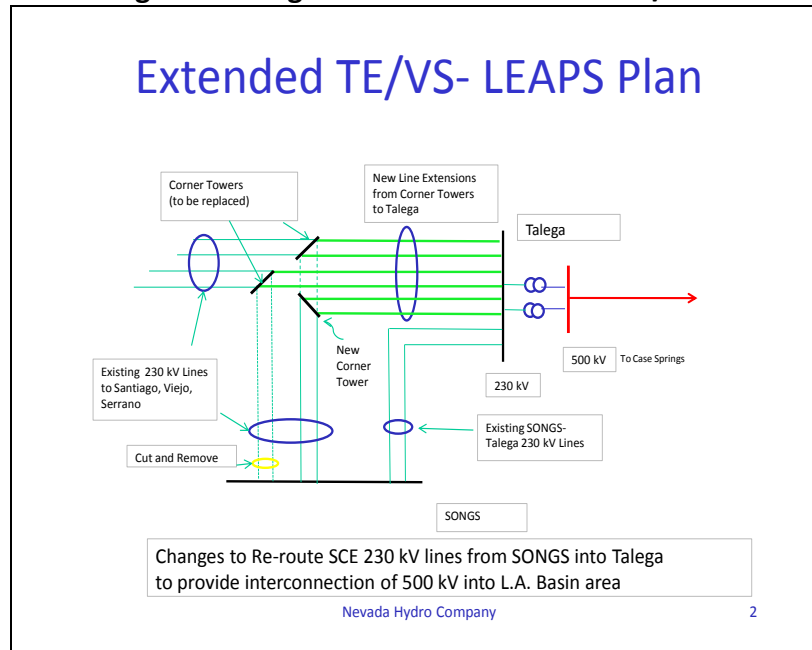 Extended TE/VS- LEAPS Plan
Corner Towers
(to be replaced)
New Line Extensions
from Corner Towers
to Talega
Talega
New
Corner
Tower
500 kV
To Case Springs
230 kV
Existing 230 kV Lines
to Santiago, Viejo,
Serrano
Existing SONGS-
Talega 230 kV Lines
Cut and Remove
SONGS
Changes to Re-route SCE 230 kV lines from SONGS into Talega
to provide interconnection of 500 kV into L.A. Basin area
Nevada Hydro Company
2